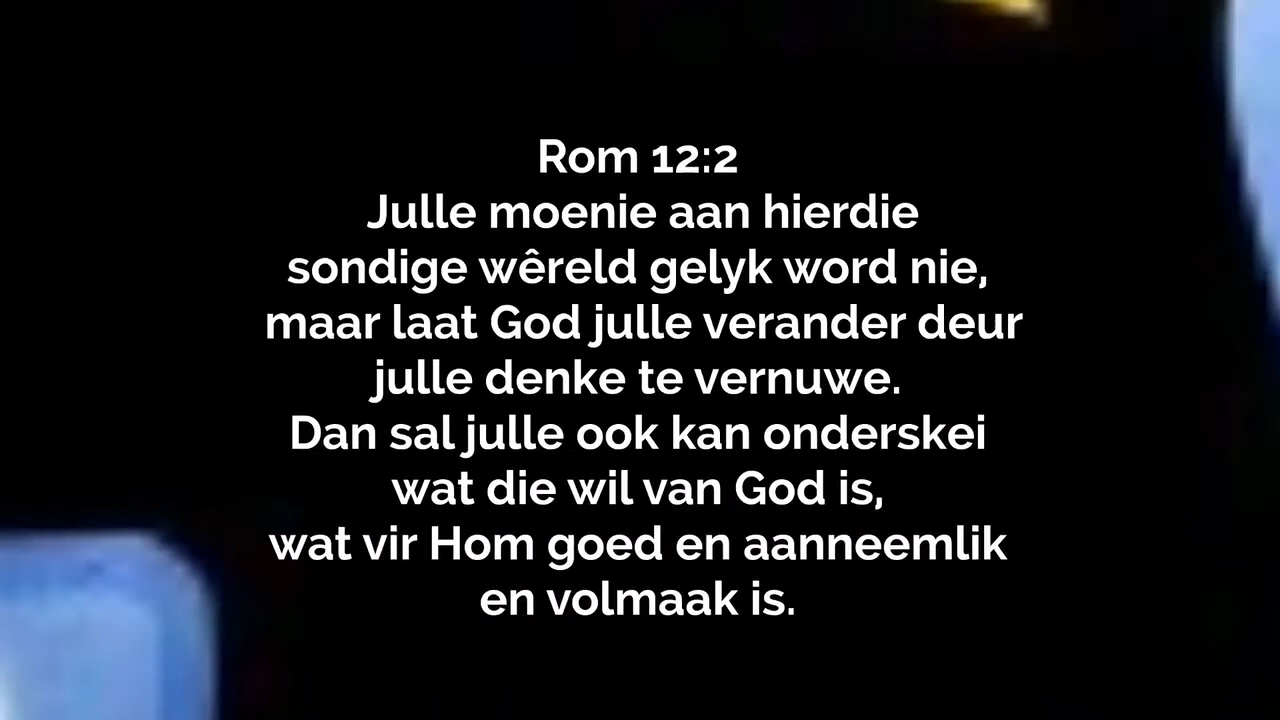 Rom 12:2
Julle moenie aan hierdie
sondige wêreld gelyk word nie,
maar laat God julle verander deur
julle denke te vernuwe.
Dan sal julle ook kan onderskei
wat die wil van God is,
wat vir Hom goed en aanneemlik
en volmaak is.